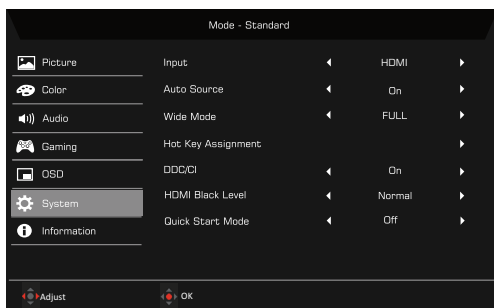 Mode - Standard
Picture
Input HDMI
Color
Auto Source On
Audio
Wide Mode FULL
Gaming
Hot Key Assignment
OSD
DDC/CI On
System
HDMI Black Level Normal
Information
Quick Start Mode Off
Adjust OK